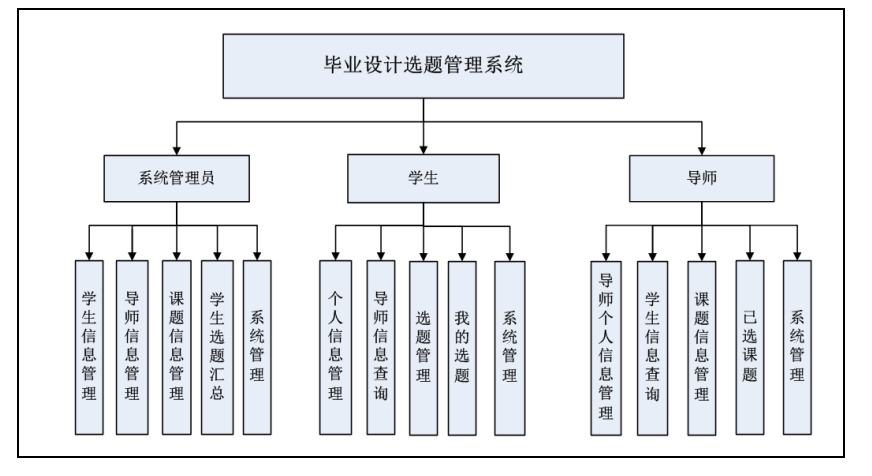 毕业设计选题管理系统
系统管理员
学生
导师
学生信息管理
导师信息管理
课题信息管理
学生选题汇总
系统管理
个人信息管理
导师信息查询
选题管理
我的选题
系统管理
导师个人信息管理
学生信息查询
课题信息管理
已选课题
系统管理